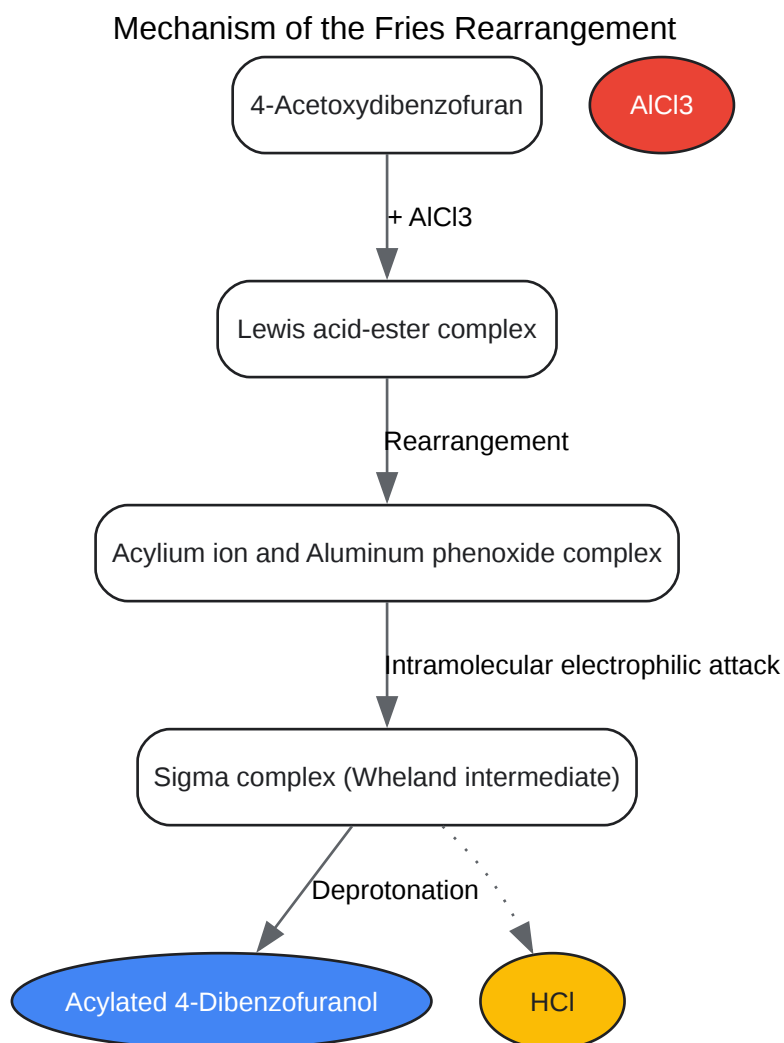 Mechanism of the Fries Rearrangement
4-Acetoxydibenzofuran
AlCl3
+ AlCl3
Lewis acid-ester complex
Rearrangement
Acylium ion and Aluminum phenoxide complex
Intramolecular electrophilic attack
Sigma complex (Wheland intermediate)
Deprotonation
Acylated 4-Dibenzofuranol
HCl